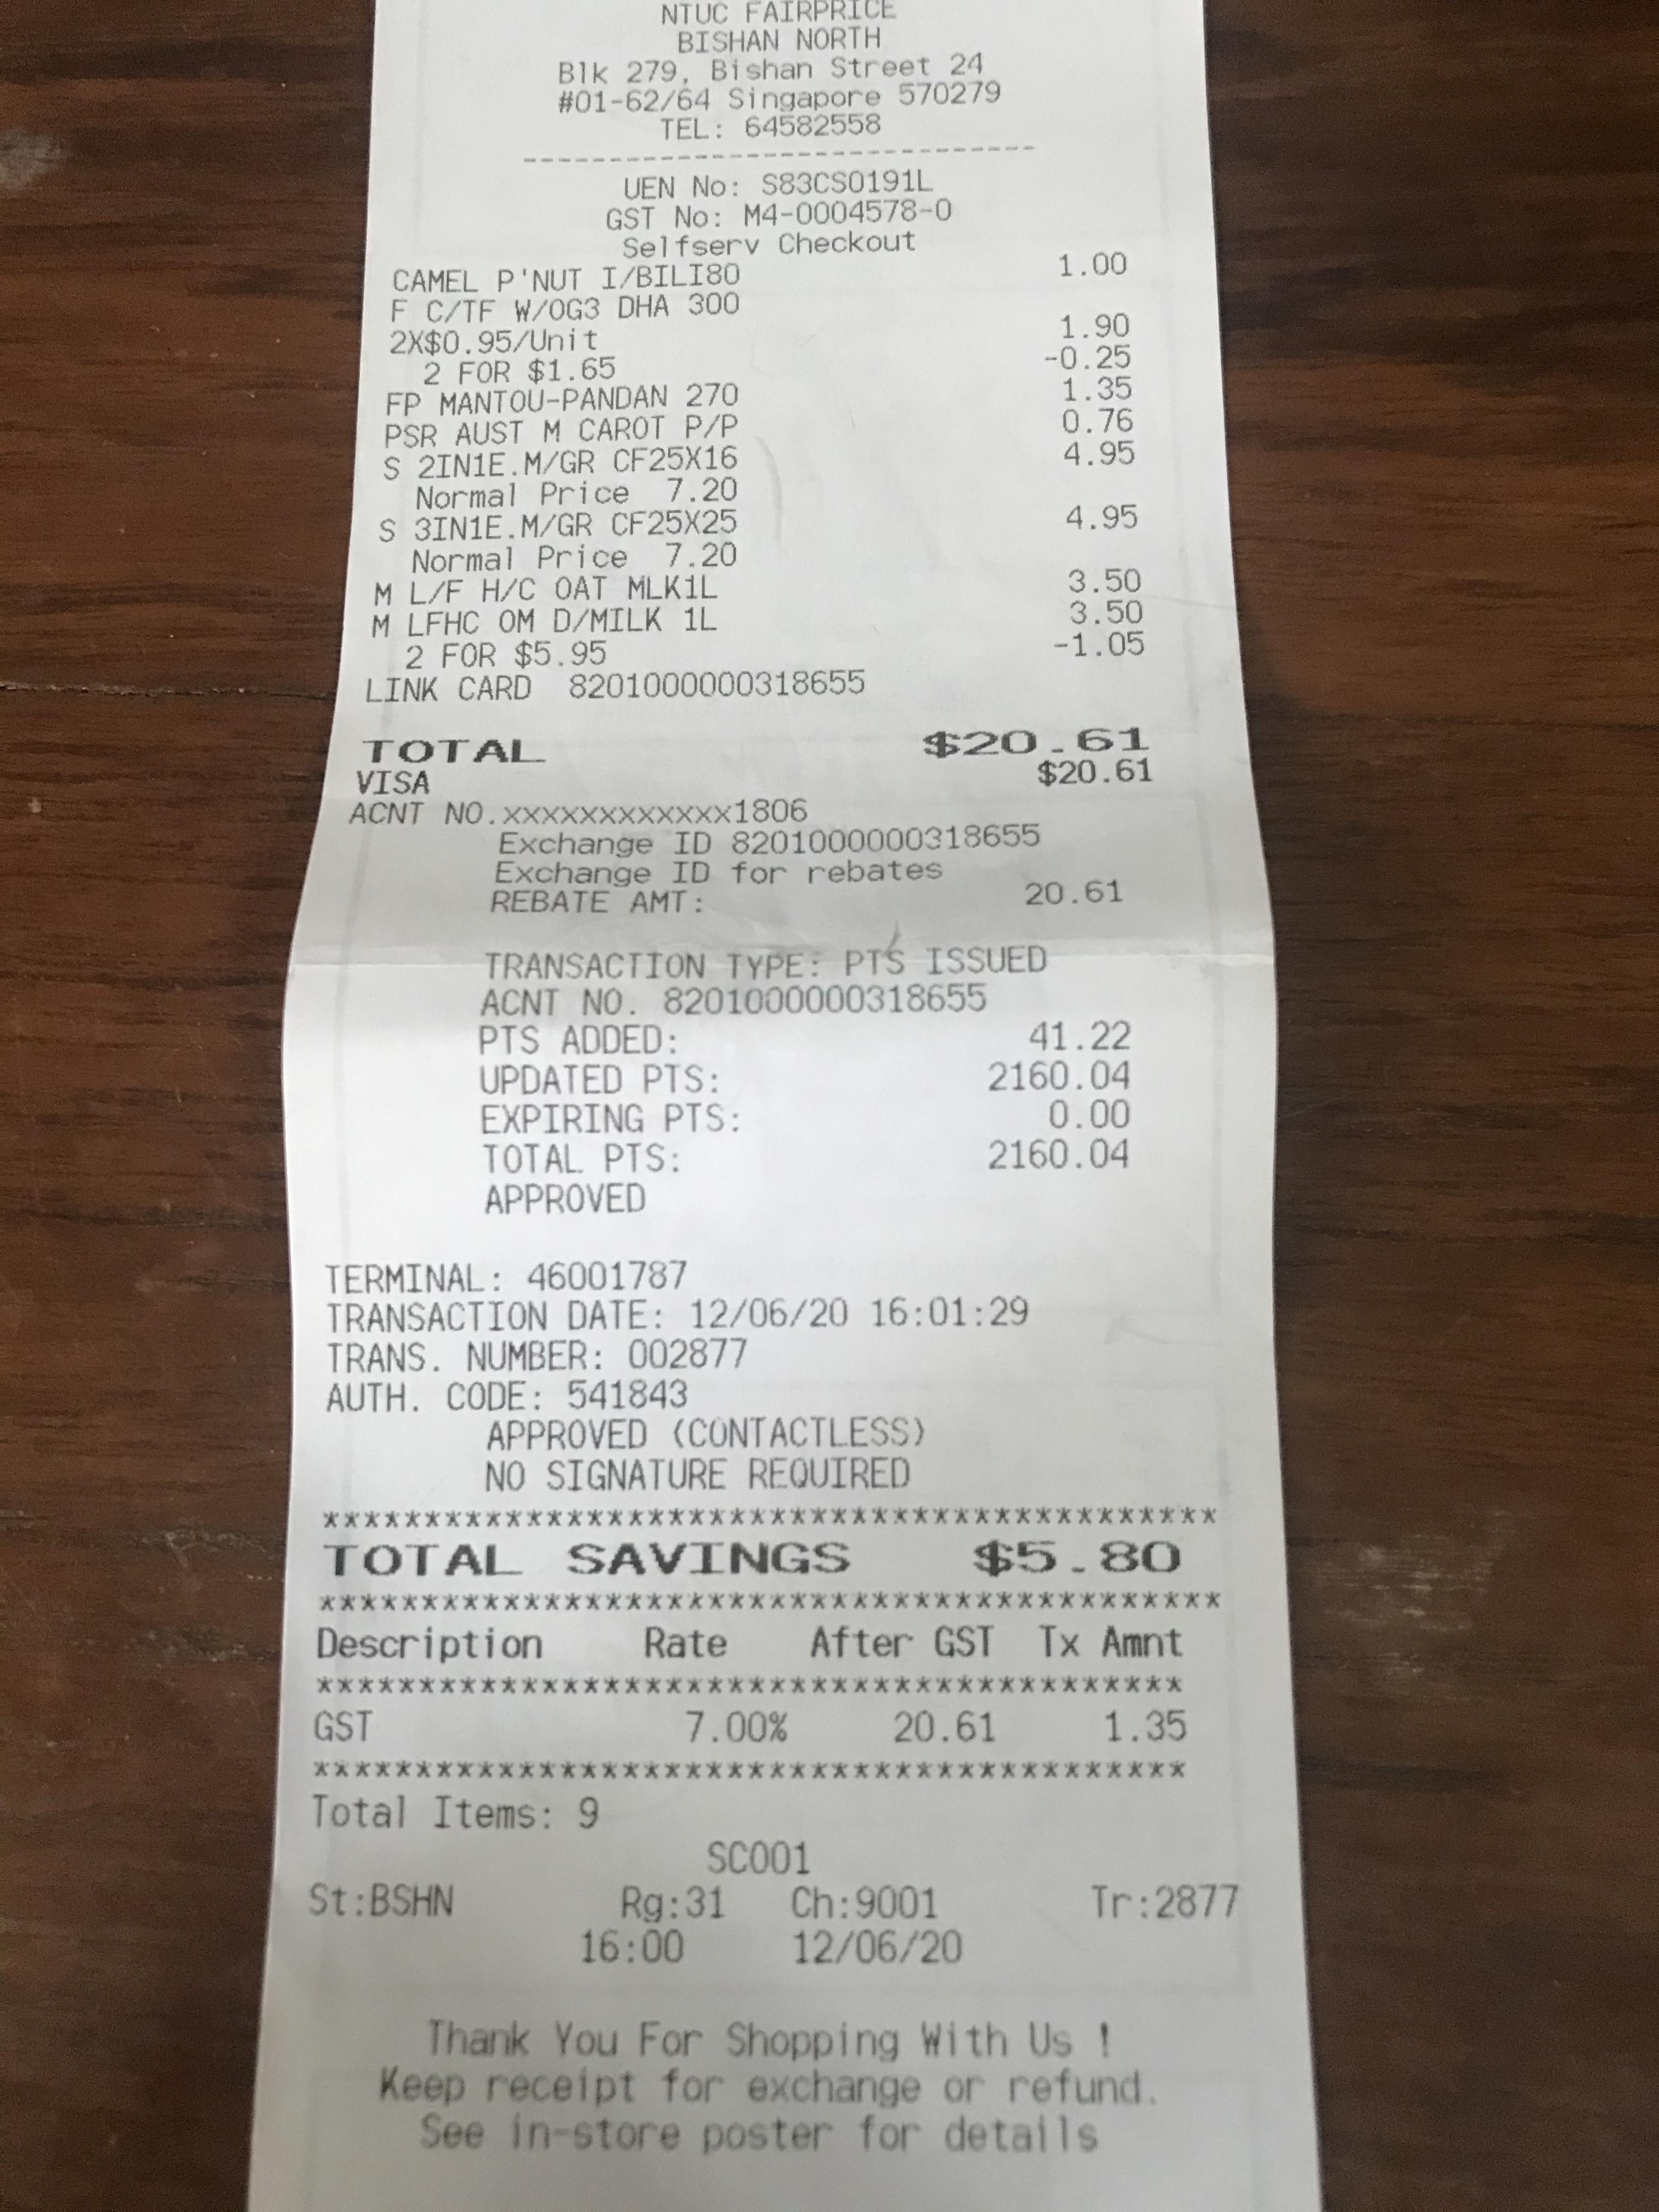 NTUC FAIRPRICE
BISHAN NORTH
Blk 279, Bishan Street 24
#01-62/64 Singapore 570279
TEL: 64582558
--------------------------------
UEN No: S83CS0191L
GST No: M4-0004578-0
Selfserv Checkout
CAMEL P'NUT I/BILI80 1.00
F C/TF W/OG3 DHA 300
2X$0.95/Unit 1.90
2 FOR $1.65 -0.25
FP MANTOU-PANDAN 270 1.35
PSR AUST M CAROT P/P 0.76
S 2IN1E.M/GR CF25X16 4.95
Normal Price 7.20
S 3IN1E.M/GR CF25X25 4.95
Normal Price 7.20
M L/F H/C OAT MLK1L 3.50
M LFHC OM D/MILK 1L 3.50
2 FOR $5.95 -1.05
LINK CARD 8201000000318655
TOTAL $20.61
VISA $20.61
ACNT NO.xxxxxxxxxxxx1806
Exchange ID 8201000000318655
Exchange ID for rebates
REBATE AMT: 20.61
TRANSACTION TYPE: PTS ISSUED
ACNT NO. 8201000000318655
PTS ADDED: 41.22
UPDATED PTS: 2160.04
EXPIRING PTS: 0.00
TOTAL PTS: 2160.04
APPROVED
TERMINAL: 46001787
TRANSACTION DATE: 12/06/20 16:01:29
TRANS. NUMBER: 002877
AUTH. CODE: 541843
APPROVED (CONTACTLESS)
NO SIGNATURE REQUIRED
********************************************
TOTAL SAVINGS $5.80
********************************************
Description Rate After GST Tx Amnt
******************************************
GST 7.00% 20.61 1.35
******************************************
Total Items: 9
SC001
St:BSHN Rg:31 Ch:9001 Tr:2877
16:00 12/06/20
Thank You For Shopping With Us !
Keep receipt for exchange or refund.
See in-store poster for details